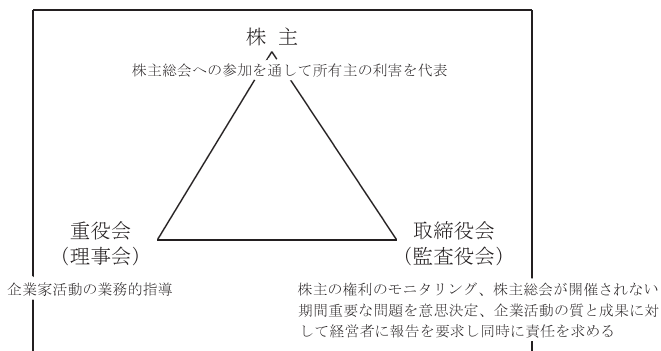 株 主
株主総会への参加を通して所有主の利害を代表
重役会
（理事会）
企業家活動の業務的指導
取締役会
（監査役会）
株主の権利のモニタリング、株主総会が開催されない
期間重要な問題を意思決定、企業活動の質と成果に対
して経営者に報告を要求し同時に責任を求める